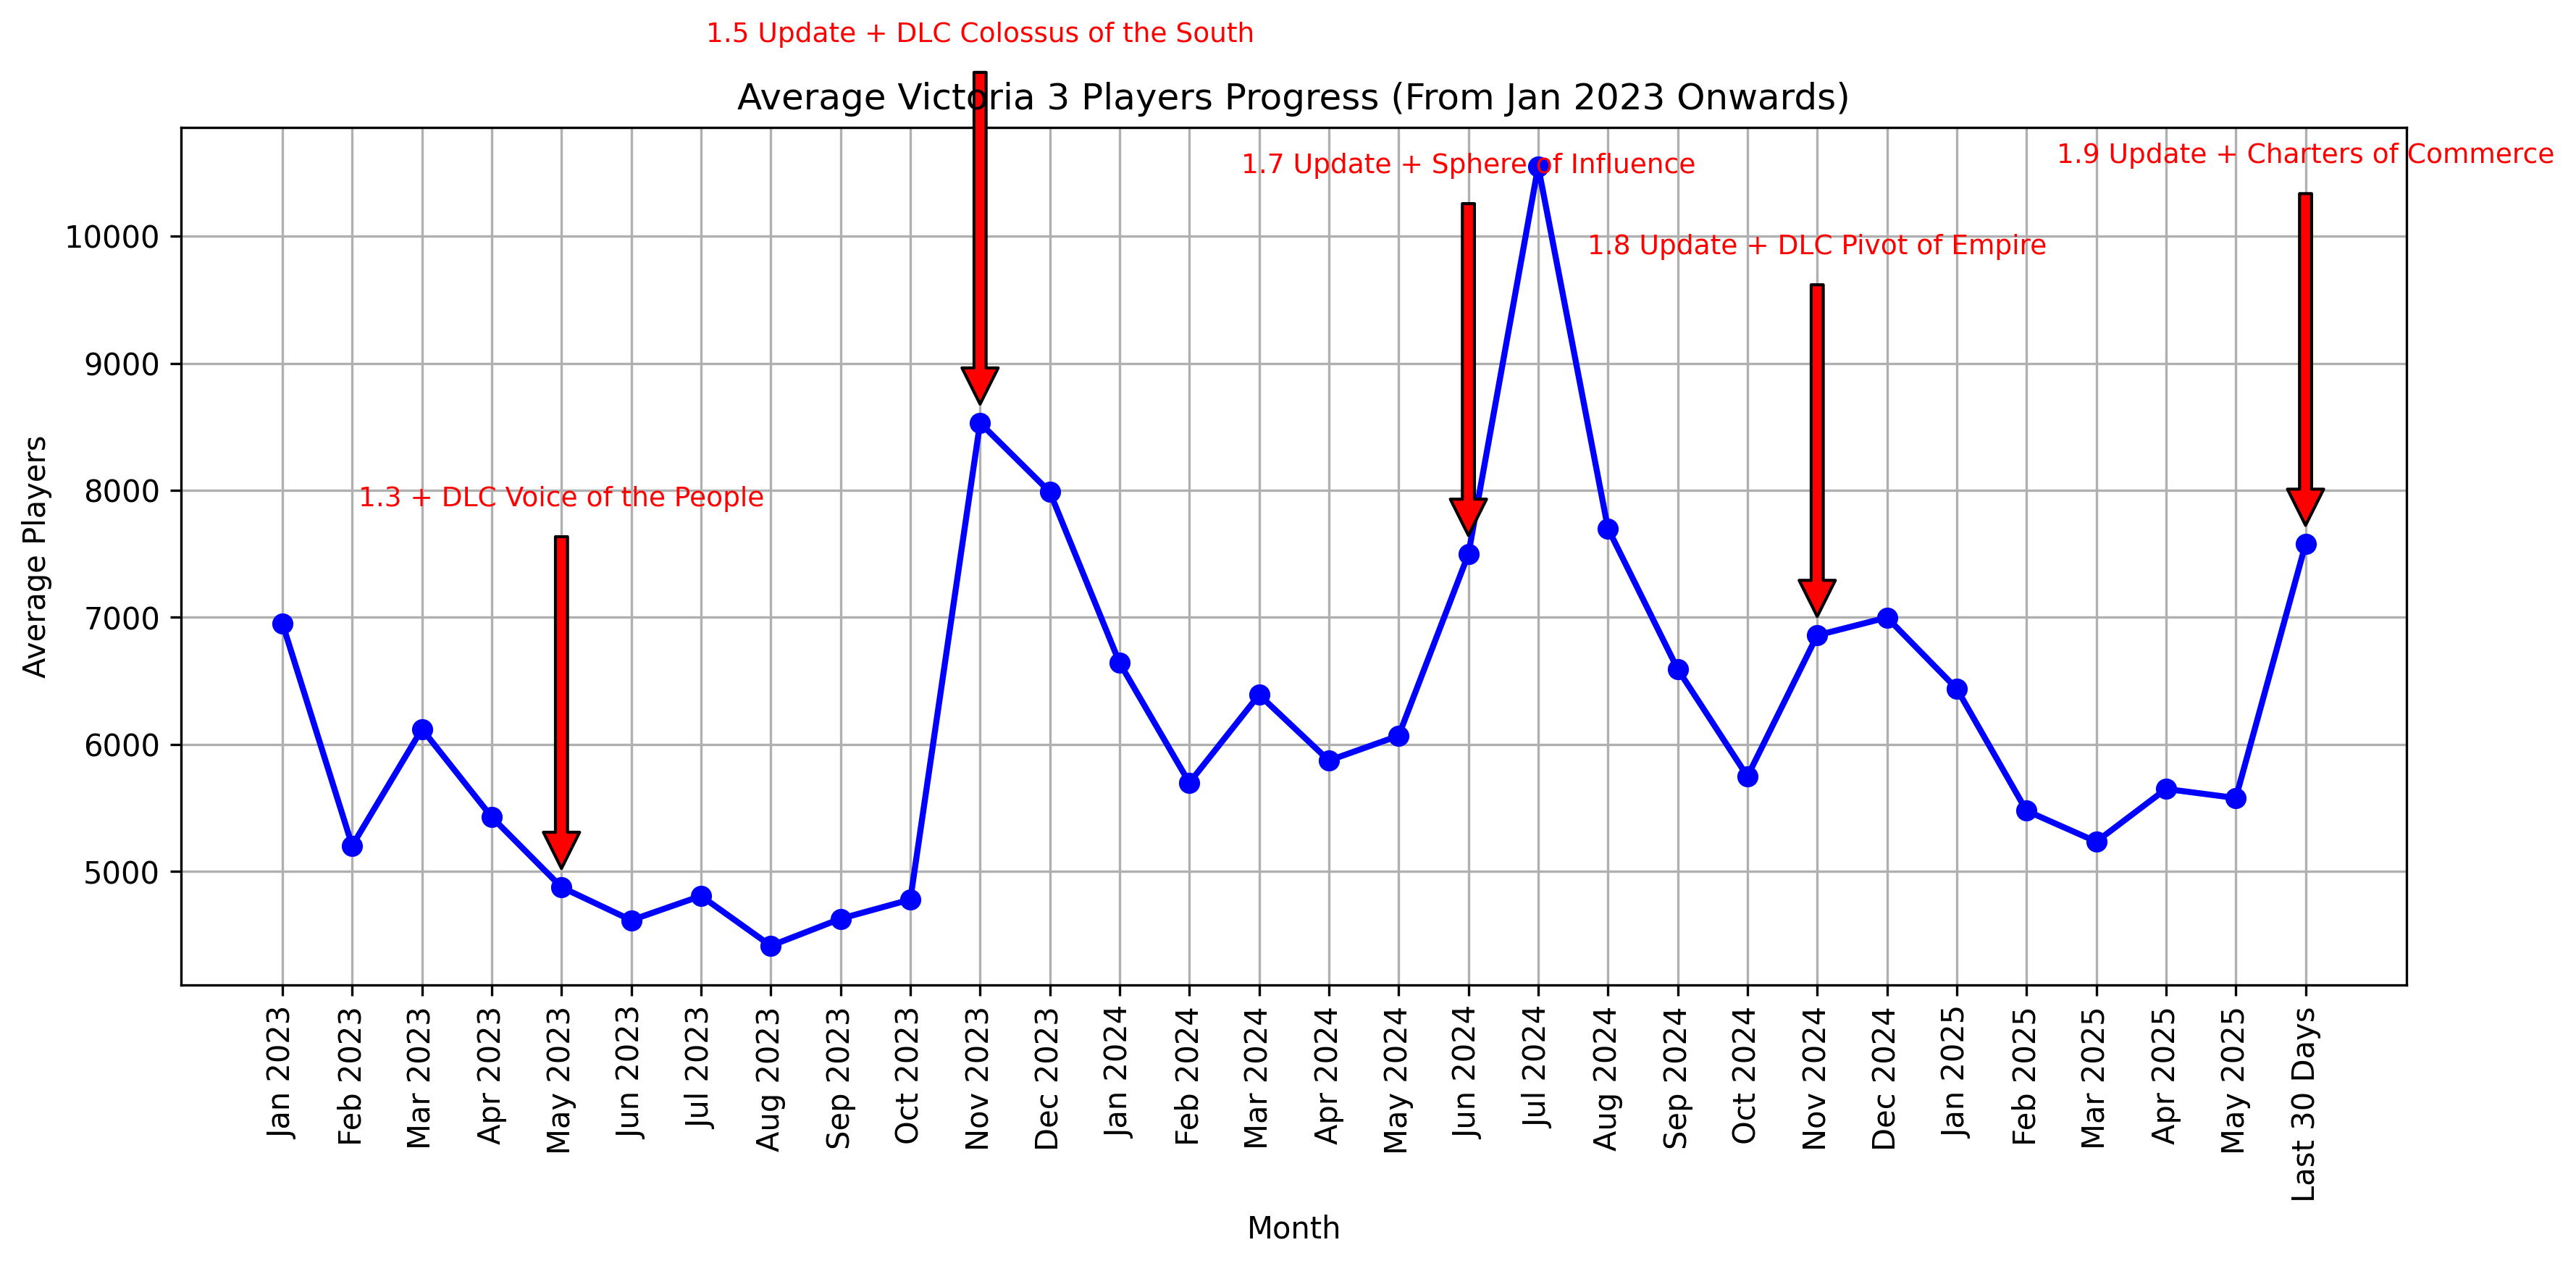 1.5 Update + DLC Colossus of the South
Average Victoria 3 Players Progress (From Jan 2023 Onwards)
1.7 Update + Sphere of Influence
1.9 Update + Charters of Commerce
1.8 Update + DLC Pivot of Empire
1.3 + DLC Voice of the People
Average Players
10000
9000
8000
7000
6000
5000
Jan 2023
Feb 2023
Mar 2023
Apr 2023
May 2023
Jun 2023
Jul 2023
Aug 2023
Sep 2023
Oct 2023
Nov 2023
Dec 2023
Jan 2024
Feb 2024
Mar 2024
Apr 2024
May 2024
Jun 2024
Jul 2024
Aug 2024
Sep 2024
Oct 2024
Nov 2024
Dec 2024
Jan 2025
Feb 2025
Mar 2025
Apr 2025
May 2025
Last 30 Days
Month